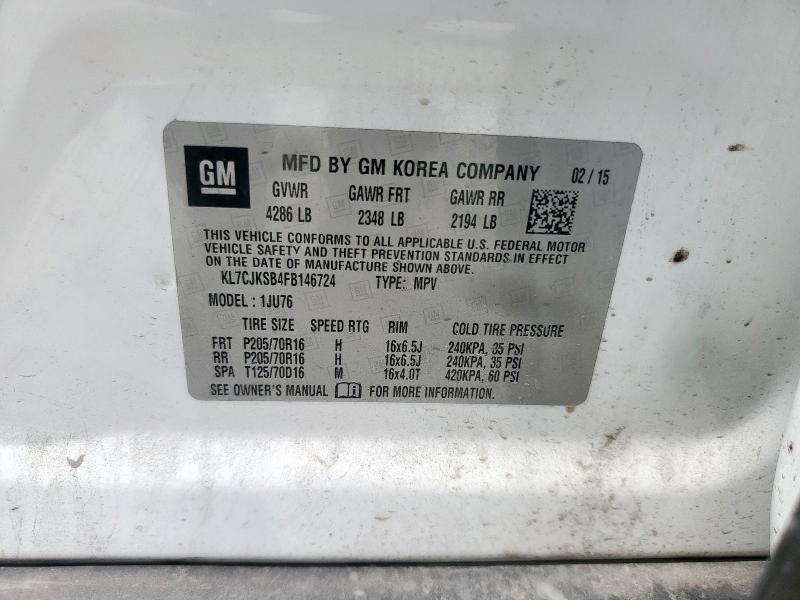 GM
MFD BY GM KOREA COMPANY 02 / 15
GVWR GAWR FRT GAWR RR
4286 LB 2348 LB 2194 LB
THIS VEHICLE CONFORMS TO ALL APPLICABLE U.S. FEDERAL MOTOR
VEHICLE SAFETY AND THEFT PREVENTION STANDARDS IN EFFECT
ON THE DATE OF MANUFACTURE SHOWN ABOVE.
KL7CJKSB4FB146724 TYPE: MPV
MODEL: 1JU76
TIRE SIZE SPEED RTG RIM COLD TIRE PRESSURE
FRT P205/70R16 H 16x6.5J 240KPA, 35 PSI
RR P205/70R16 H 16x6.5J 240KPA, 35 PSI
SPA T125/70D16 M 16x4.0T 420KPA, 60 PSI
SEE OWNER'S MANUAL FOR MORE INFORMATION.